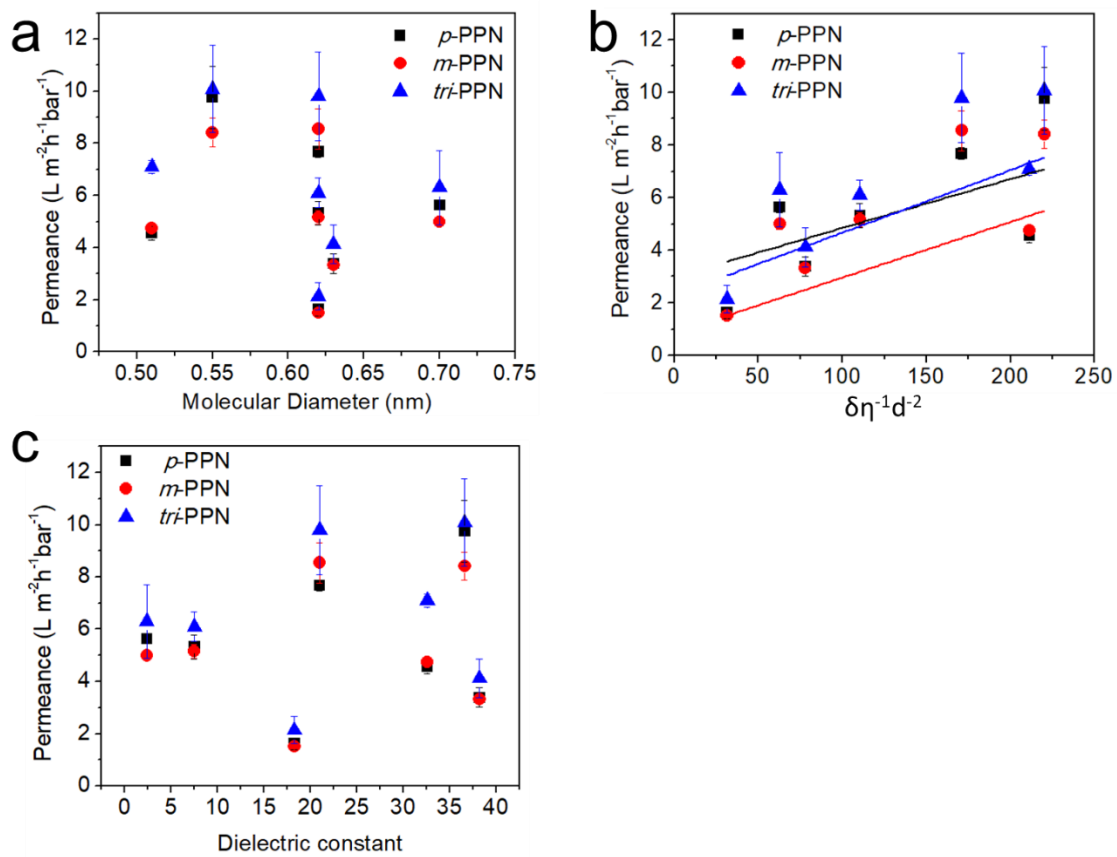 a
p-PPN
m-PPN
tri-PPN
Permeance (L m⁻²h⁻¹bar⁻¹)
12
10
8
6
4
2
0
0.50 0.55 0.60 0.65 0.70 0.75
Molecular Diameter (nm)
b
p-PPN
m-PPN
tri-PPN
Permeance (L m⁻²h⁻¹bar⁻¹)
12
10
8
6
4
2
0
0 50 100 150 200 250
δη⁻¹d⁻²
c
p-PPN
m-PPN
tri-PPN
Permeance (L m⁻²h⁻¹bar⁻¹)
12
10
8
6
4
2
0
0 5 10 15 20 25 30 35 40
Dielectric constant